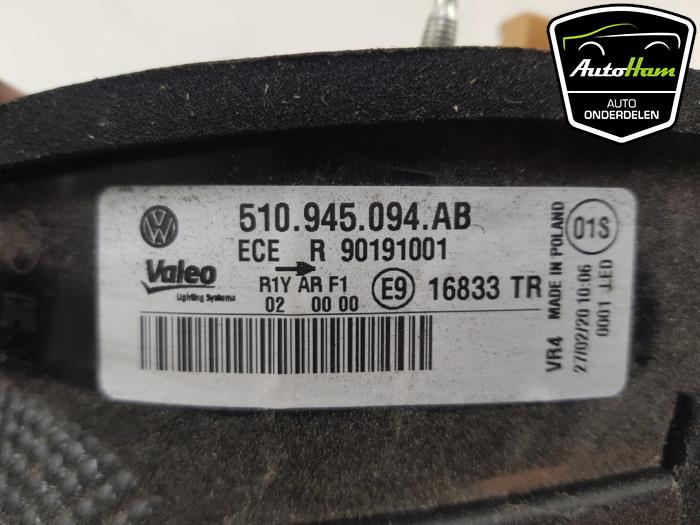 AutoHam
AUTO
ONDERDELEN
510.945.094.AB
ECE R 90191001
Valeo
Lighting Systems
R1Y AR F1
02 00 00
E9 16833 TR
VR4 MADE IN POLAND
27/02/20 10:06
0001 LED
01S